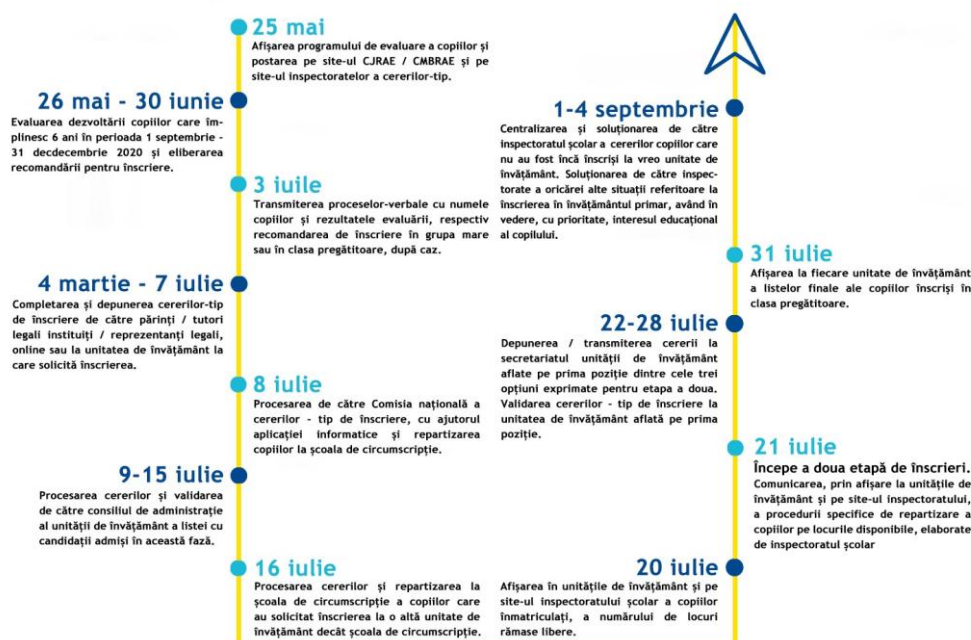 25 mai
Afișarea programului de evaluare a copiilor și
postarea pe site-ul CJRAE / CMBRAE și pe
site-ul inspectoratelor a cererilor-tip.
26 mai - 30 iunie
Evaluarea dezvoltării copiilor care îm-
plinesc 6 ani în perioada 1 septembrie -
31 decdecembrie 2020 și eliberarea
recomandării pentru înscriere.
3 iuile
Transmiterea proceselor-verbale cu numele
copiilor și rezultatele evaluării, respectiv
recomandarea de înscriere în grupa mare
sau în clasa pregătitoare, după caz.
4 martie - 7 iulie
Completarea și depunerea cererilor-tip
de înscriere de către părinți / tutori
legali instituiți / reprezentanți legali,
online sau la unitatea de învățământ la
care solicită înscrierea.
8 iulie
Procesarea de către Comisia națională a
cererilor - tip de înscriere, cu ajutorul
aplicației informatice și repartizarea
copiilor la școala de circumscripție.
9-15 iulie
Procesarea cererilor și validarea
de către consiliul de administrație
al unității de învățământ a listei cu
candidații admiși în această fază.
16 iulie
Procesarea cererilor și repartizarea la
școala de circumscripție a copiilor care
au solicitat înscrierea la o altă unitate de
învățământ decât școala de circumscripție.
20 iulie
Afișarea în unitățile de învățământ și pe
site-ul inspectoratului școlar a copiilor
înmatriculați, a numărului de locuri
rămase libere.
21 iulie
Începe a doua etapă de înscrieri.
Comunicarea, prin afișare la unitățile de
învățământ și pe site-ul inspectoratului,
a procedurii specifice de repartizare a
copiilor pe locurile disponibile, elaborate
de inspectoratul școlar
22-28 iulie
Depunerea / transmiterea cererii la
secretariatul unității de învățământ
aflate pe prima poziție dintre cele trei
opțiuni exprimate pentru etapa a doua.
Validarea cererilor - tip de înscriere la
unitatea de învățământ aflată pe prima
poziție.
31 iulie
Afișarea la fiecare unitate de învățământ
a listelor finale ale copiilor înscriși în
clasa pregătitoare.
1-4 septembrie
Centralizarea și soluționarea de către
inspectoratul școlar a cererilor copiilor care
nu au fost încă înscriși la vreo unitate de
învățământ. Soluționarea de către inspec-
torate a oricărei alte situații referitoare la
înscrierea în învățământul primar, având în
vedere, cu prioritate, interesul educațional
al copilului.